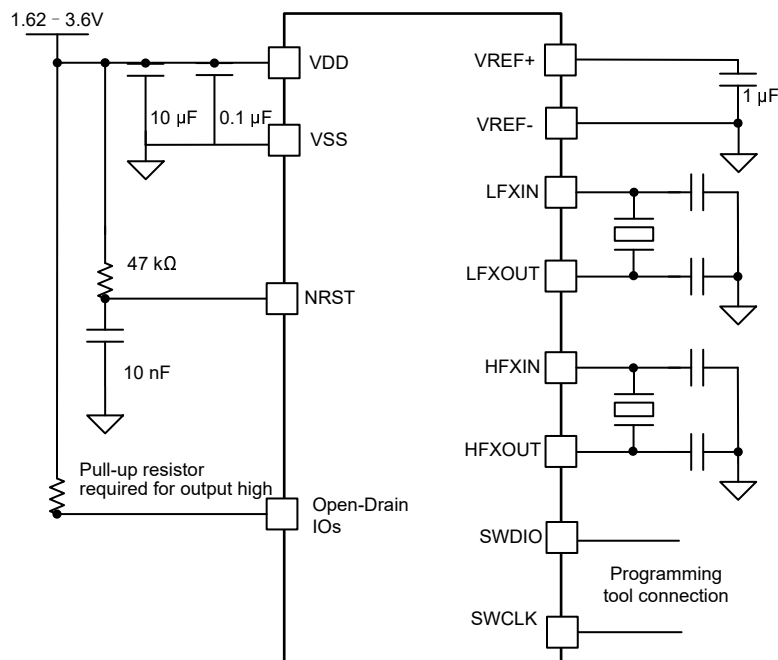 1.62 - 3.6V
VDD
10 µF
0.1 µF
VSS
47 kΩ
NRST
10 nF
Pull-up resistor
required for output high
Open-Drain
IOs
VREF+
1 µF
VREF-
LFXIN
LFXOUT
HFXIN
HFXOUT
SWDIO
Programming
tool connection
SWCLK